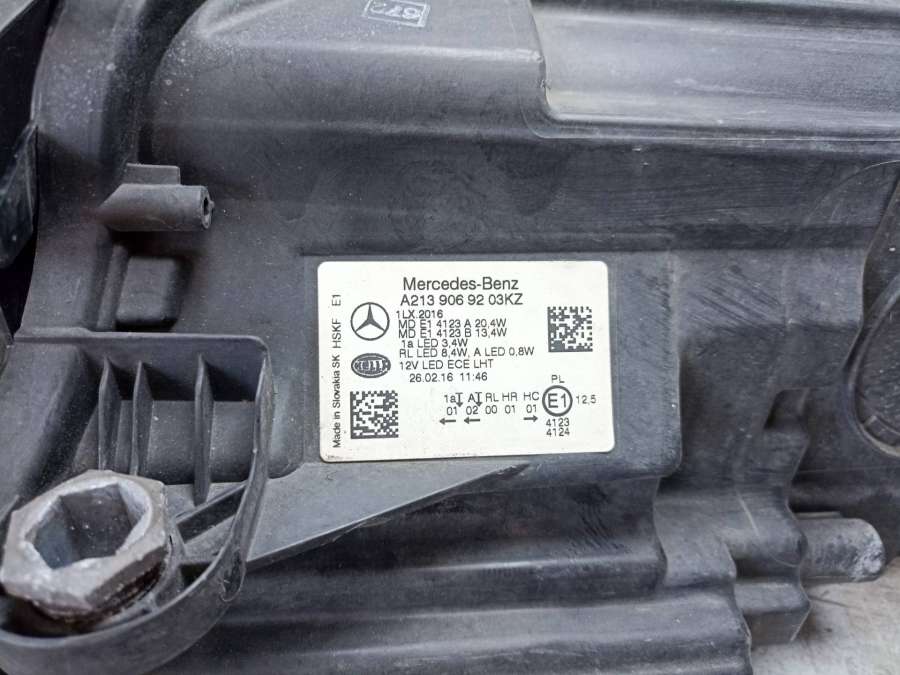 672
Mercedes-Benz
A213 906 92 03KZ
1LX.2016
MD E1 4123 A 20,4W
MD E1 4123 B 13,4W
1a LED 3,4W
RL LED 8,4W, A LED 0,8W
12V LED ECE LHT
26.02.16 11:46
HELLA
Made in Slovakia SK HSKF E1
1a A RL HR HC
01 02 00 01 01
PL
E1 12,5
4123
4124